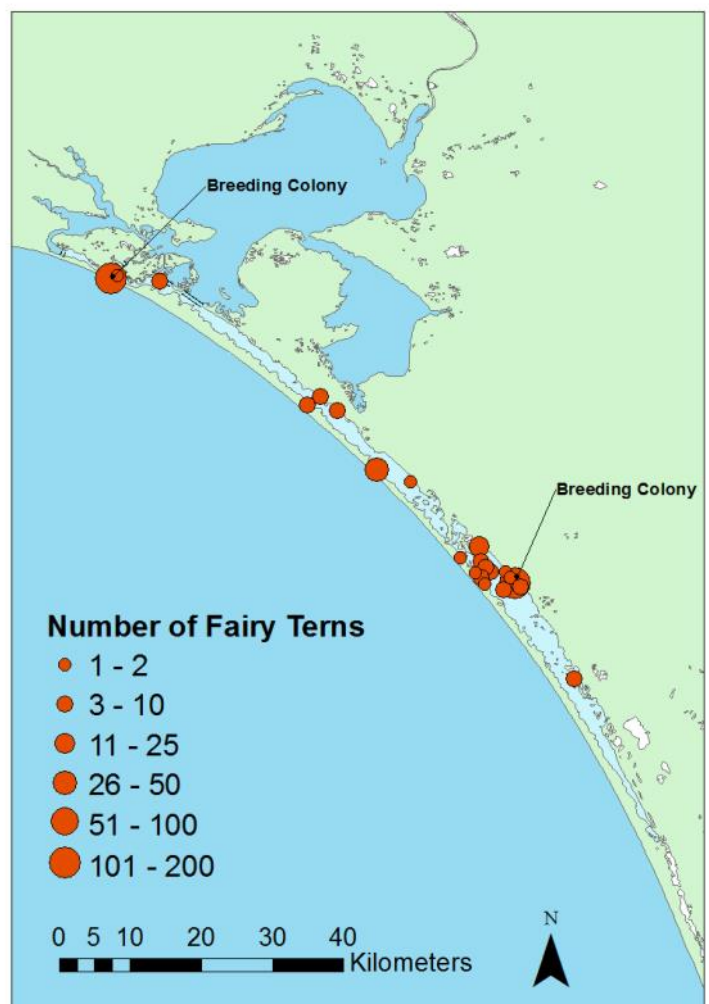 Breeding Colony
Breeding Colony
Number of Fairy Terns
1 - 2
3 - 10
11 - 25
26 - 50
51 - 100
101 - 200
N
0 5 10 20 30 40
Kilometers